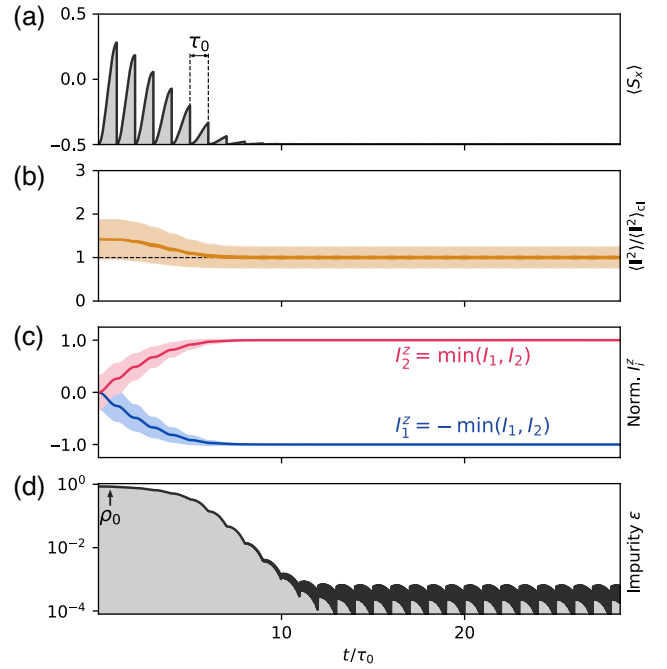 (a)
0.5
0.0
−0.5
τ₀
⟨Sₓ⟩
(b)
3
2
1
0
⟨I²⟩/⟨I²⟩cl
(c)
1.0
0.0
−1.0
I₂ᶻ = min(I₁, I₂)
I₁ᶻ = − min(I₁, I₂)
Norm. Iᵢᶻ
(d)
10⁰
10⁻²
10⁻⁴
ρ₀
Impurity ε
10
20
t/τ₀